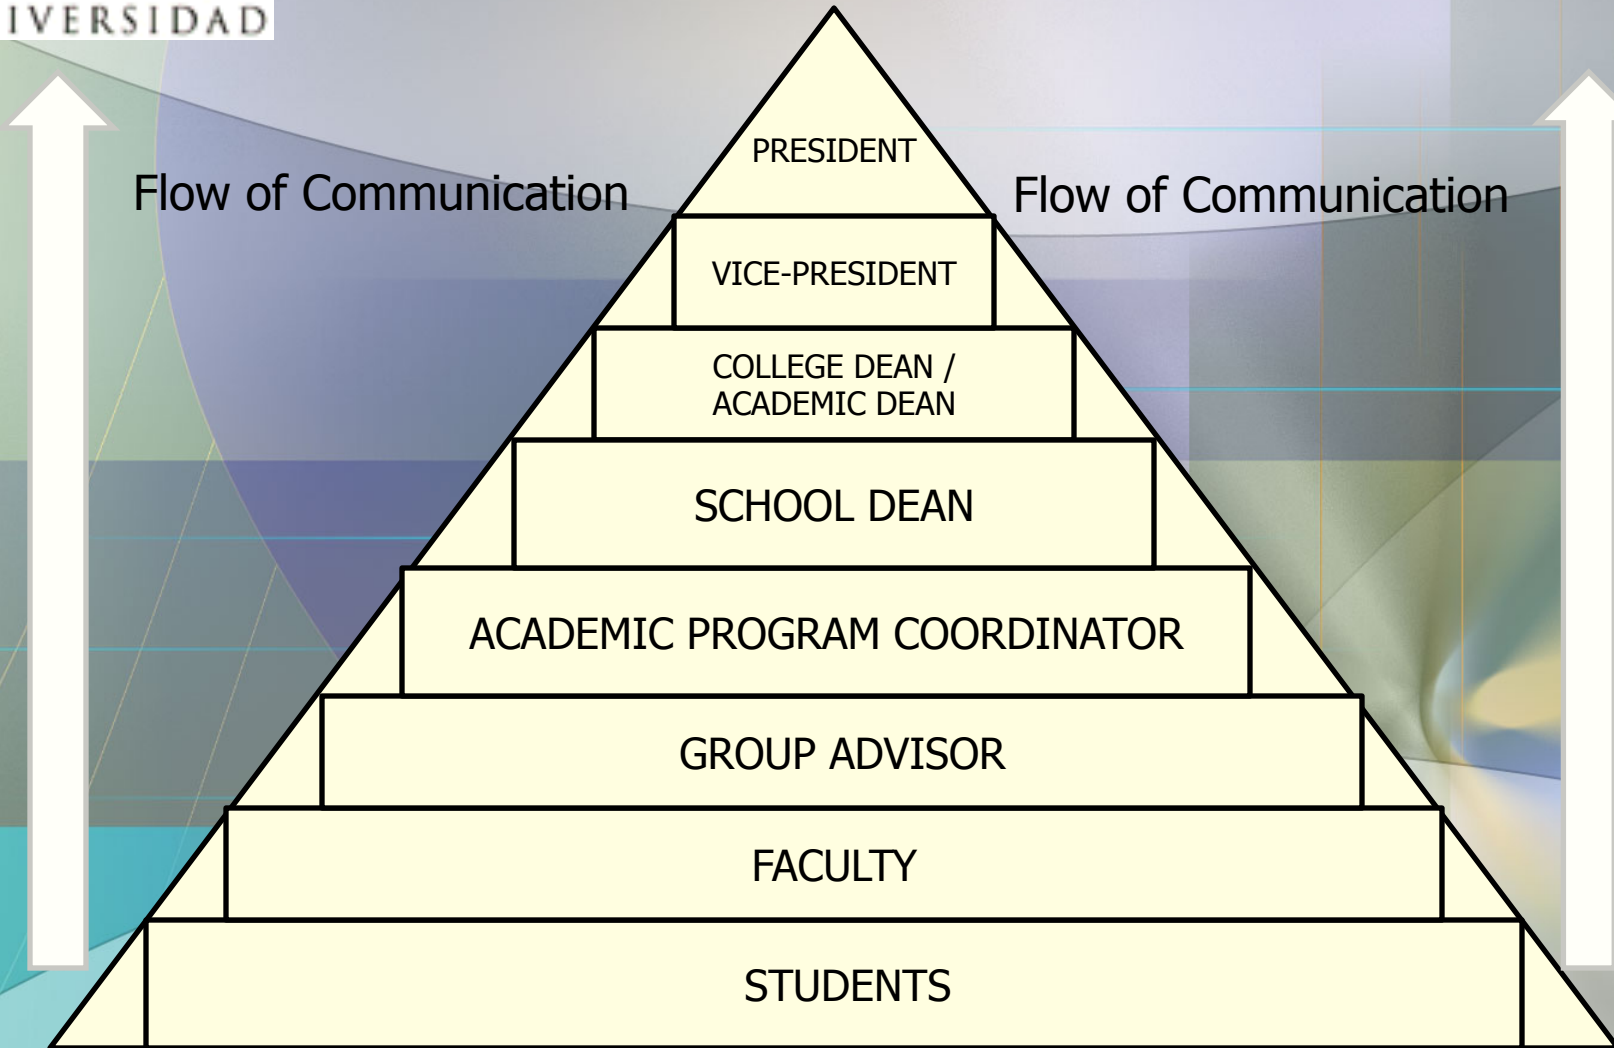 IVERSIDAD
PRESIDENT
Flow of Communication
Flow of Communication
VICE-PRESIDENT
COLLEGE DEAN /
ACADEMIC DEAN
SCHOOL DEAN
ACADEMIC PROGRAM COORDINATOR
GROUP ADVISOR
FACULTY
STUDENTS